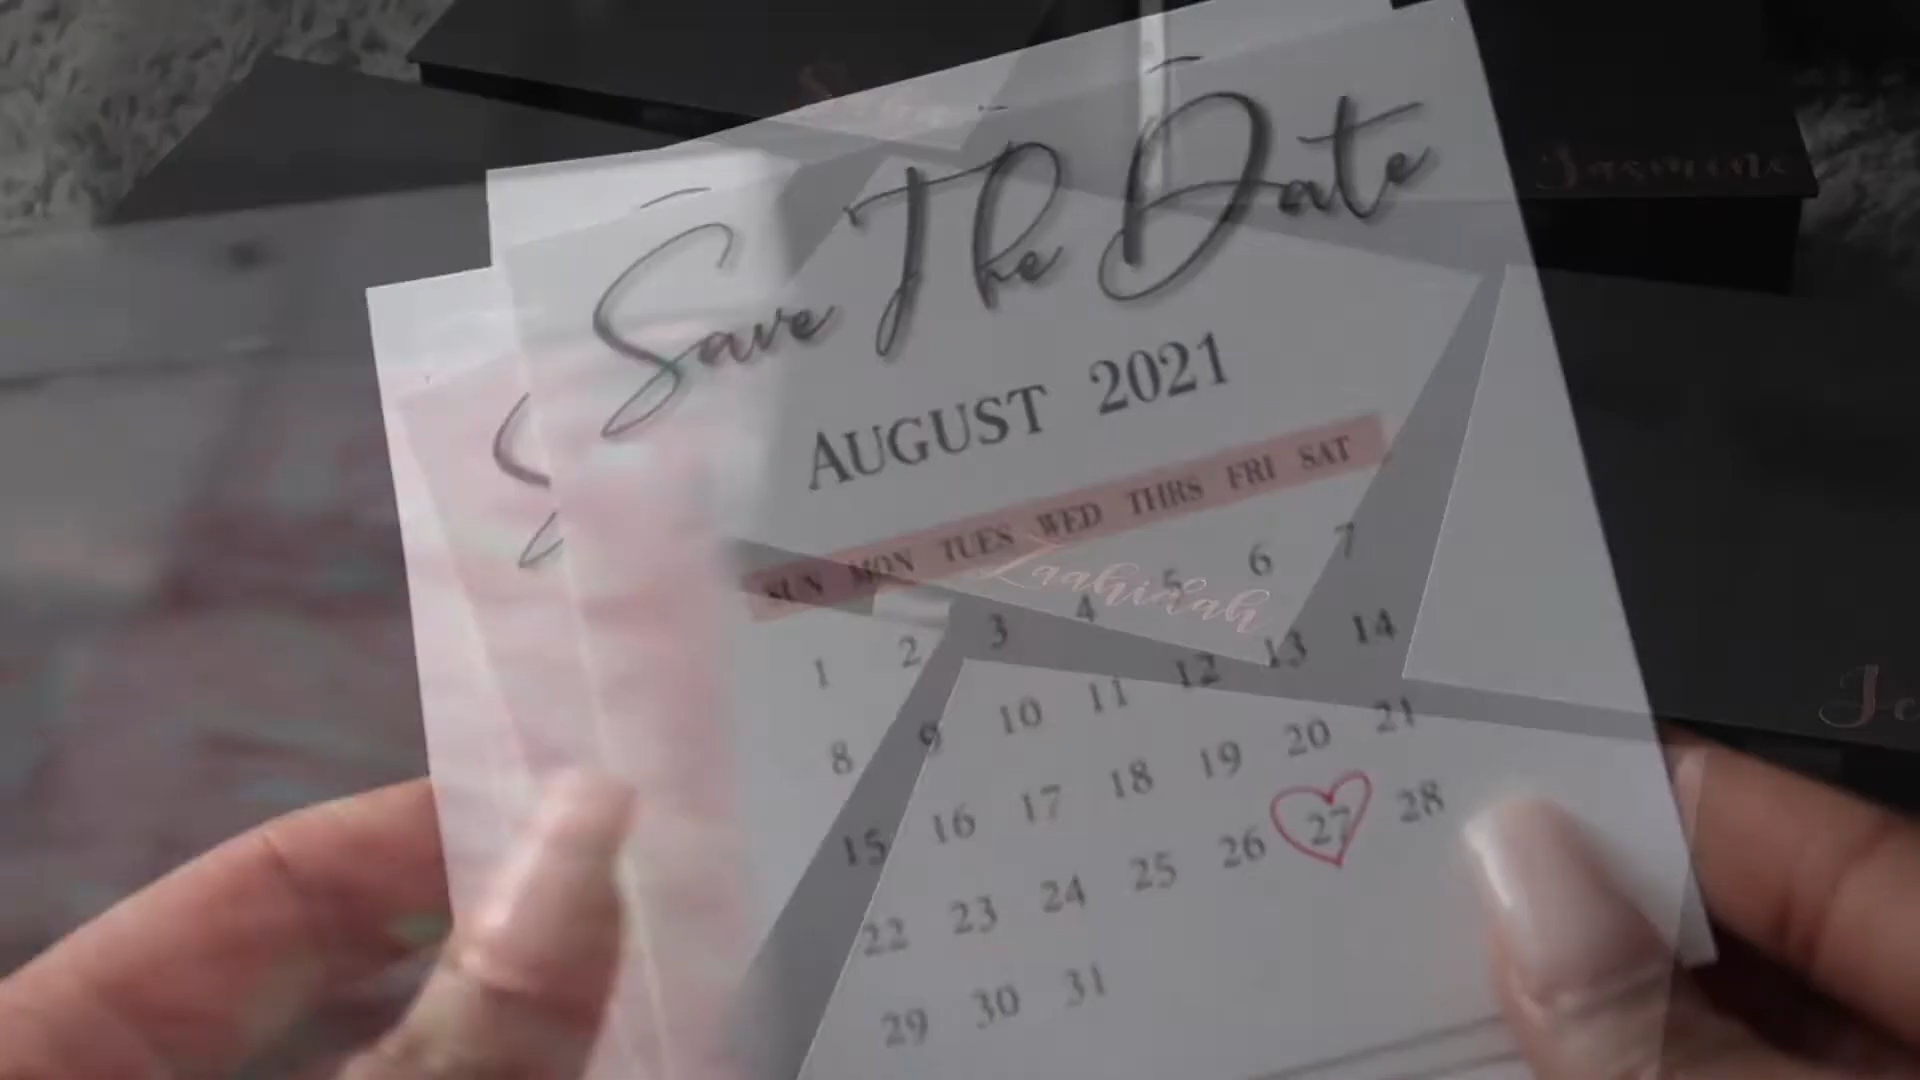 Save The Date
AUGUST 2021
SUN MON TUES WED THRS FRI SAT
1 2 3 4 5 6 7
8 9 10 11 12 13 14
15 16 17 18 19 20 21
22 23 24 25 26 27 28
29 30 31
Jasmine